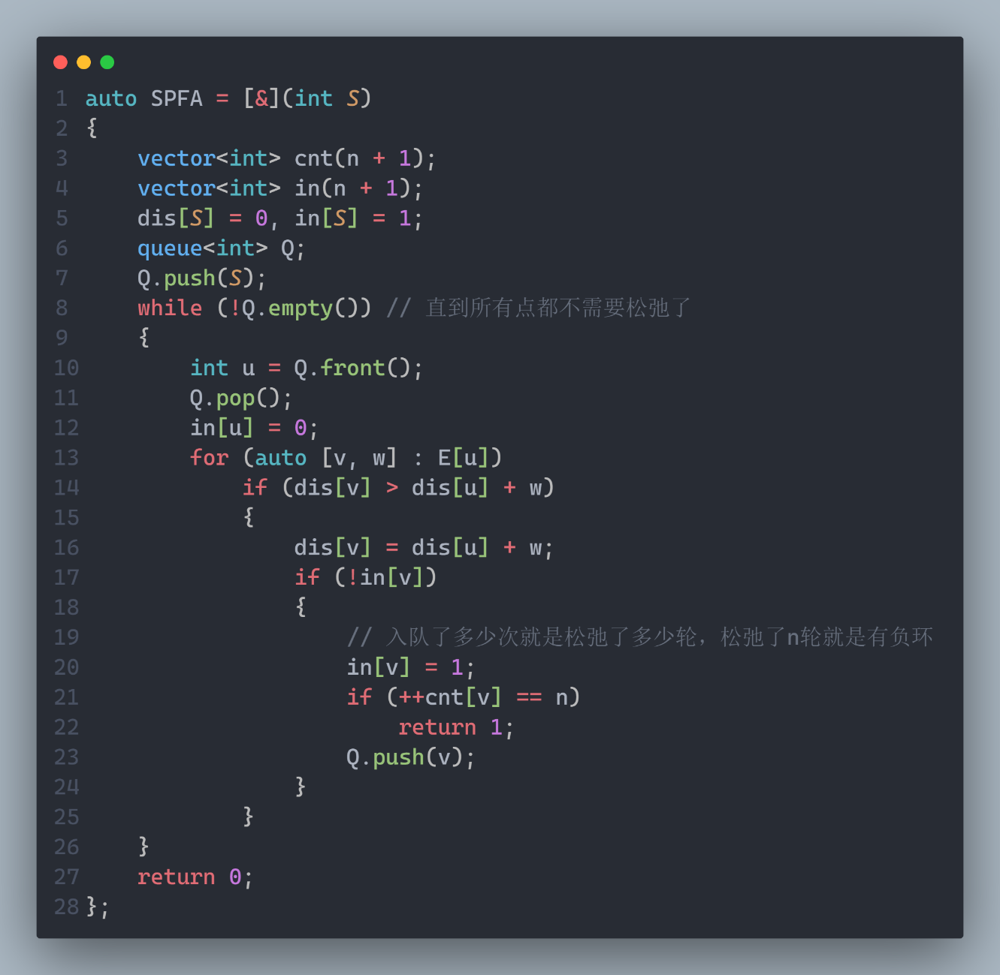 1 auto SPFA = [&](int S)
2 {
3     vector<int> cnt(n + 1);
4     vector<int> in(n + 1);
5     dis[S] = 0, in[S] = 1;
6     queue<int> Q;
7     Q.push(S);
8     while (!Q.empty()) // 直到所有点都不需要松弛了
9     {
10         int u = Q.front();
11         Q.pop();
12         in[u] = 0;
13         for (auto [v, w] : E[u])
14             if (dis[v] > dis[u] + w)
15             {
16                 dis[v] = dis[u] + w;
17                 if (!in[v])
18                 {
19                     // 入队了多少次就是松弛了多少轮，松弛了n轮就是有负环
20                     in[v] = 1;
21                     if (++cnt[v] == n)
22                         return 1;
23                     Q.push(v);
24                 }
25             }
26     }
27     return 0;
28 };